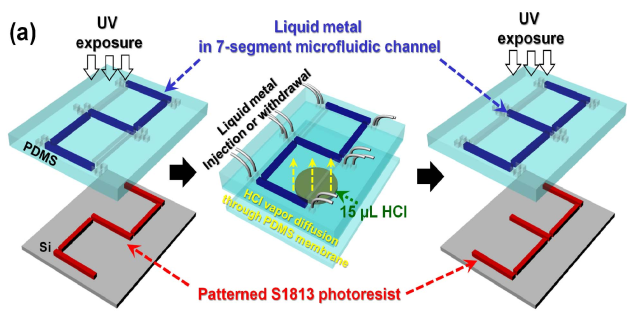 (a)
UV
exposure
Liquid metal
in 7-segment microfluidic channel
UV
exposure
PDMS
Liquid metal
Injection or withdrawal
HCl vapor diffusion
through PDMS membrane
15 µL HCl
Si
Patterned S1813 photoresist